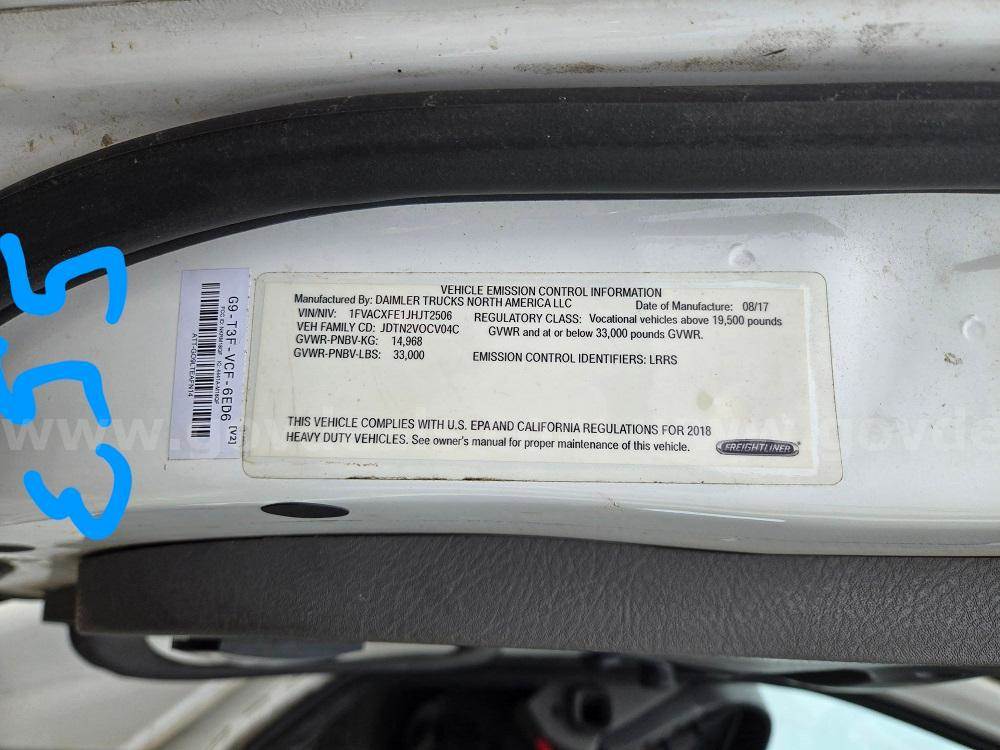 VEHICLE EMISSION CONTROL INFORMATION
Manufactured By: DAIMLER TRUCKS NORTH AMERICA LLC Date of Manufacture: 08/17
VIN/NIV: 1FVACXFE1JHJT2506 REGULATORY CLASS: Vocational vehicles above 19,500 pounds
VEH FAMILY CD: JDTN2VOCV04C GVWR and at or below 33,000 pounds GVWR.
GVWR-PNBV-KG: 14,968
GVWR-PNBV-LBS: 33,000 EMISSION CONTROL IDENTIFIERS: LRRS
THIS VEHICLE COMPLIES WITH U.S. EPA AND CALIFORNIA REGULATIONS FOR 2018
HEAVY DUTY VEHICLES. See owner's manual for proper maintenance of this vehicle.
FREIGHTLINER
G9-T3F-VCF-6ED6 [V2]
ATT-GO9LTEAFN14
E55